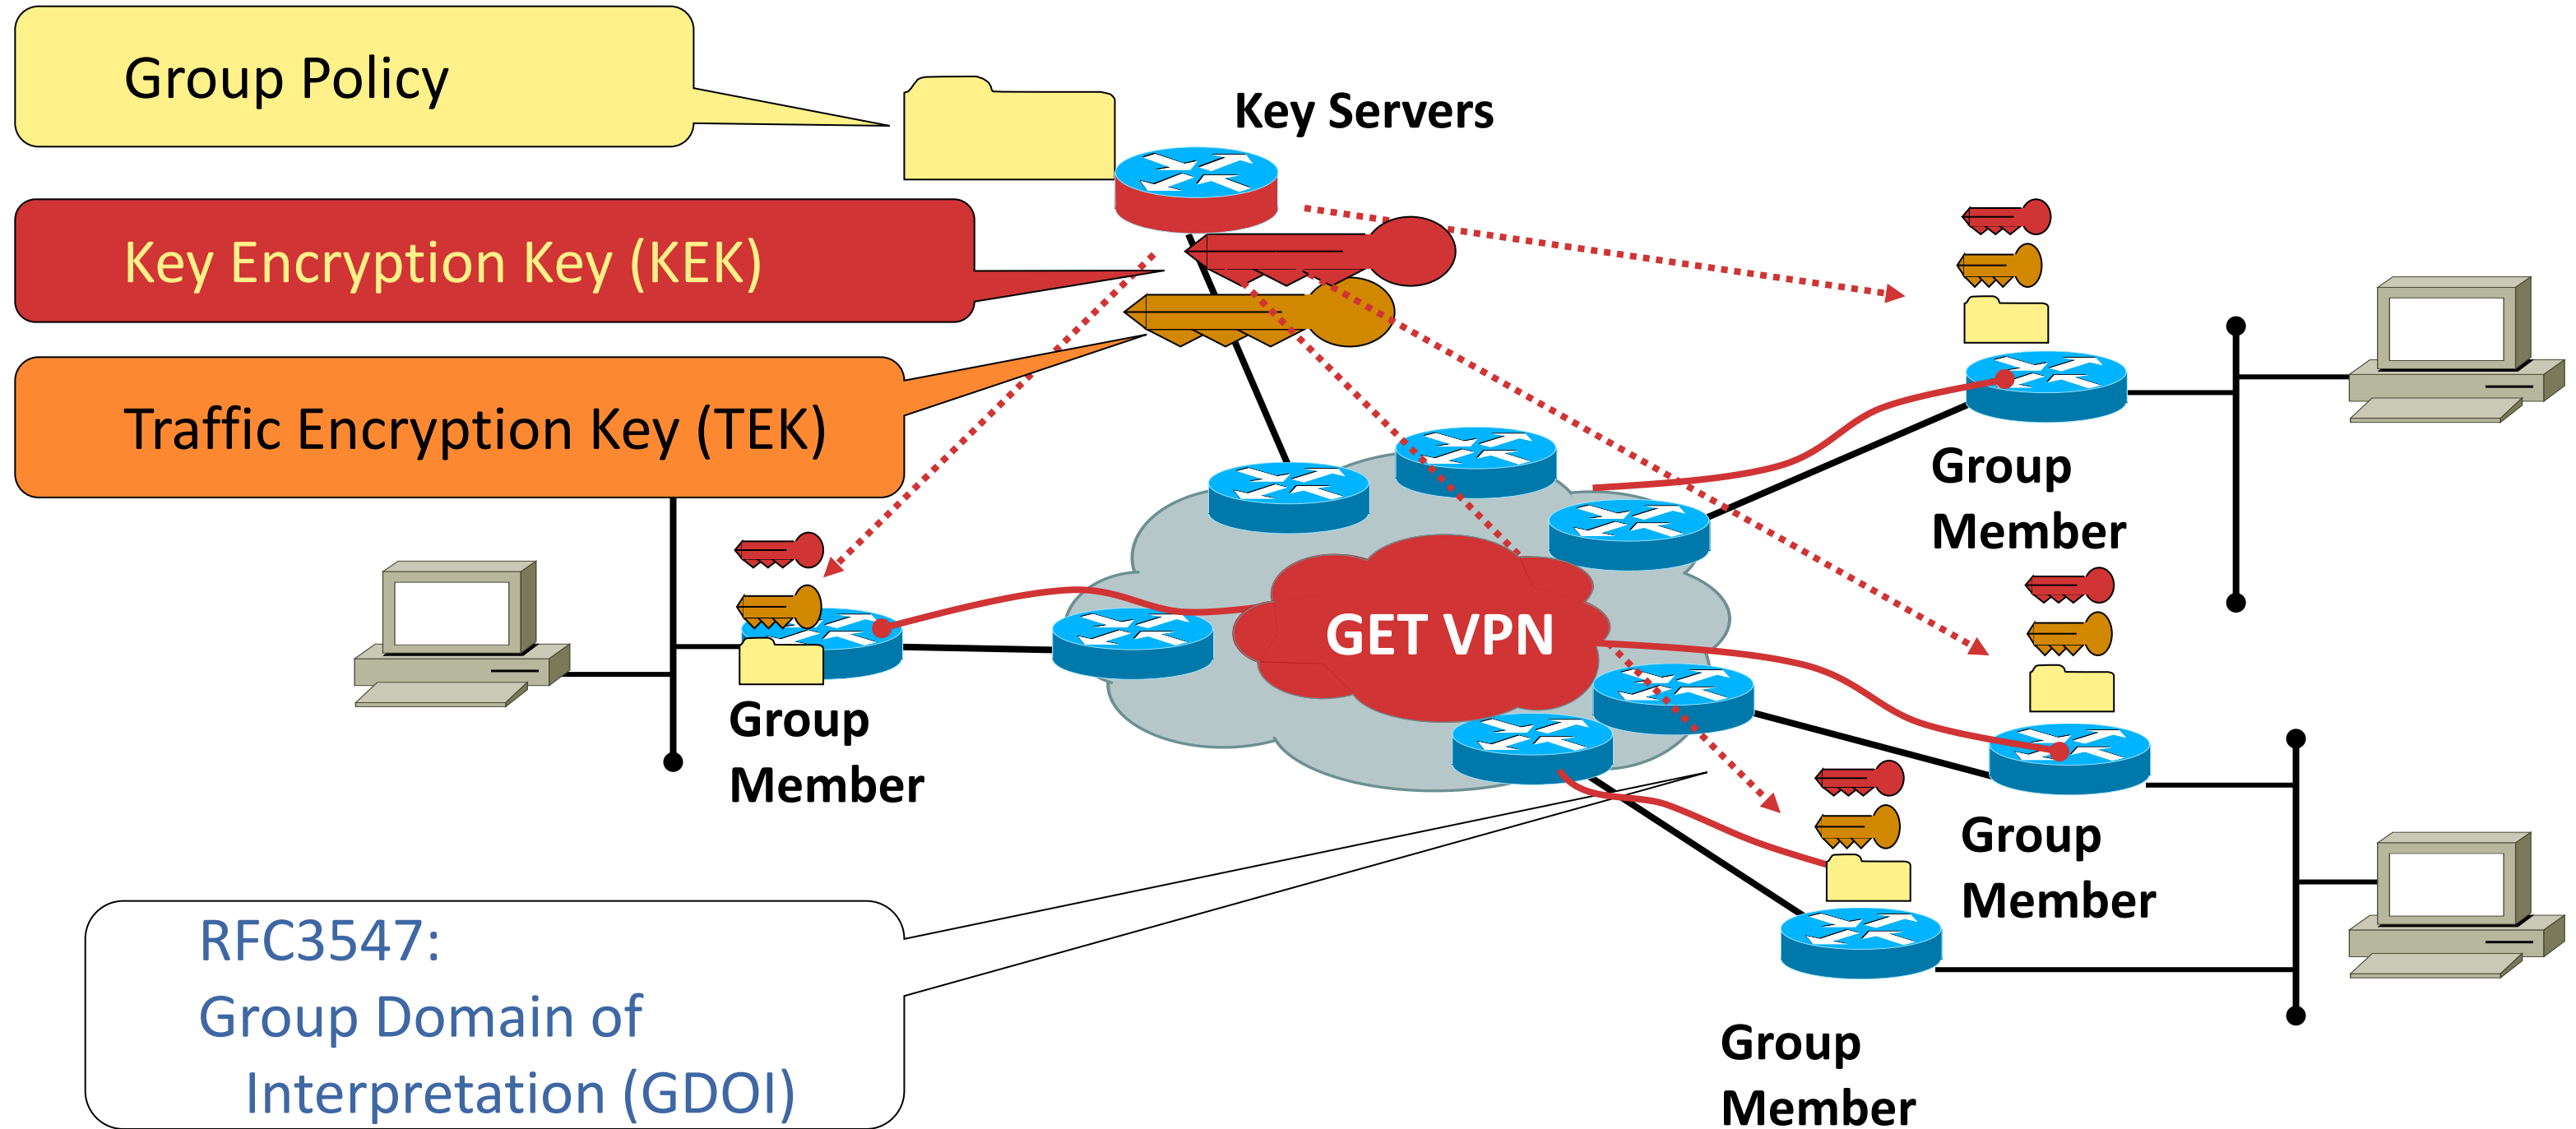 Group Policy
Key Servers
Key Encryption Key (KEK)
Traffic Encryption Key (TEK)
Group
Member
GET VPN
Group
Member
Group
Member
RFC3547:
Group Domain of
Interpretation (GDOI)
Group
Member